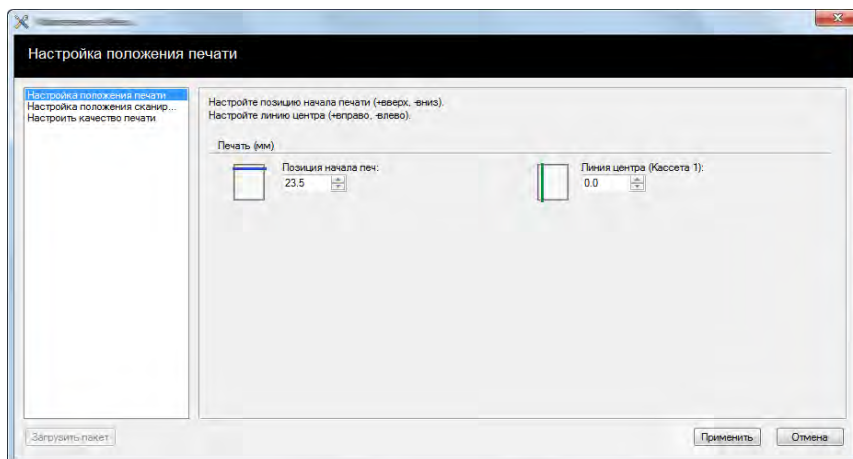 Настройка положения печати
Настройка положения печати
Настройка положения сканир...
Настроить качество печати
Настройте позицию начала печати (+вверх, -вниз).
Настройте линию центра (+вправо, -влево).
Печать (мм)
Позиция начала печ:
23.5
Линия центра (Кассета 1):
0.0
Загрузить пакет
Применить
Отмена